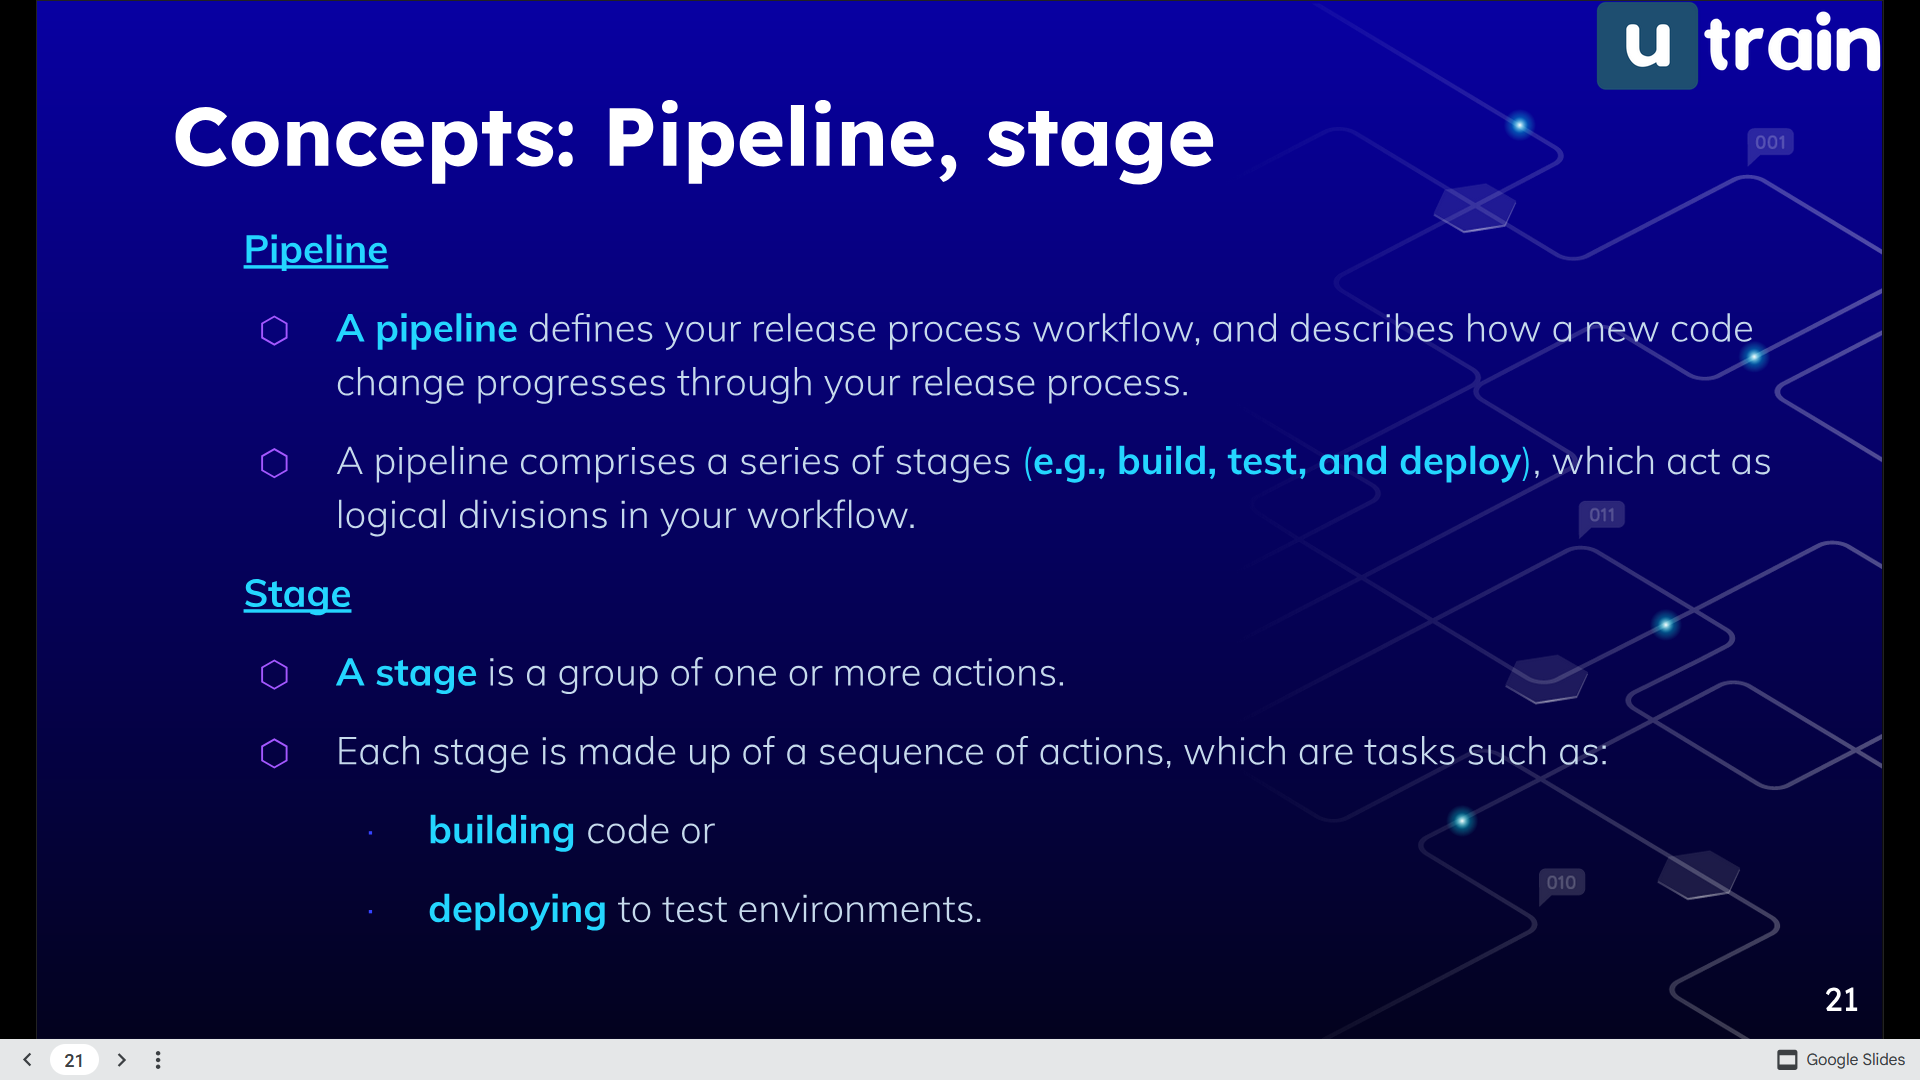 u train
Concepts: Pipeline, stage
001
Pipeline
A pipeline defines your release process workflow, and describes how a new code
change progresses through your release process.
A pipeline comprises a series of stages (e.g., build, test, and deploy), which act as
logical divisions in your workflow.
011
Stage
A stage is a group of one or more actions.
Each stage is made up of a sequence of actions, which are tasks such as:
building code or
010
deploying to test environments.
21
21
Google Slides